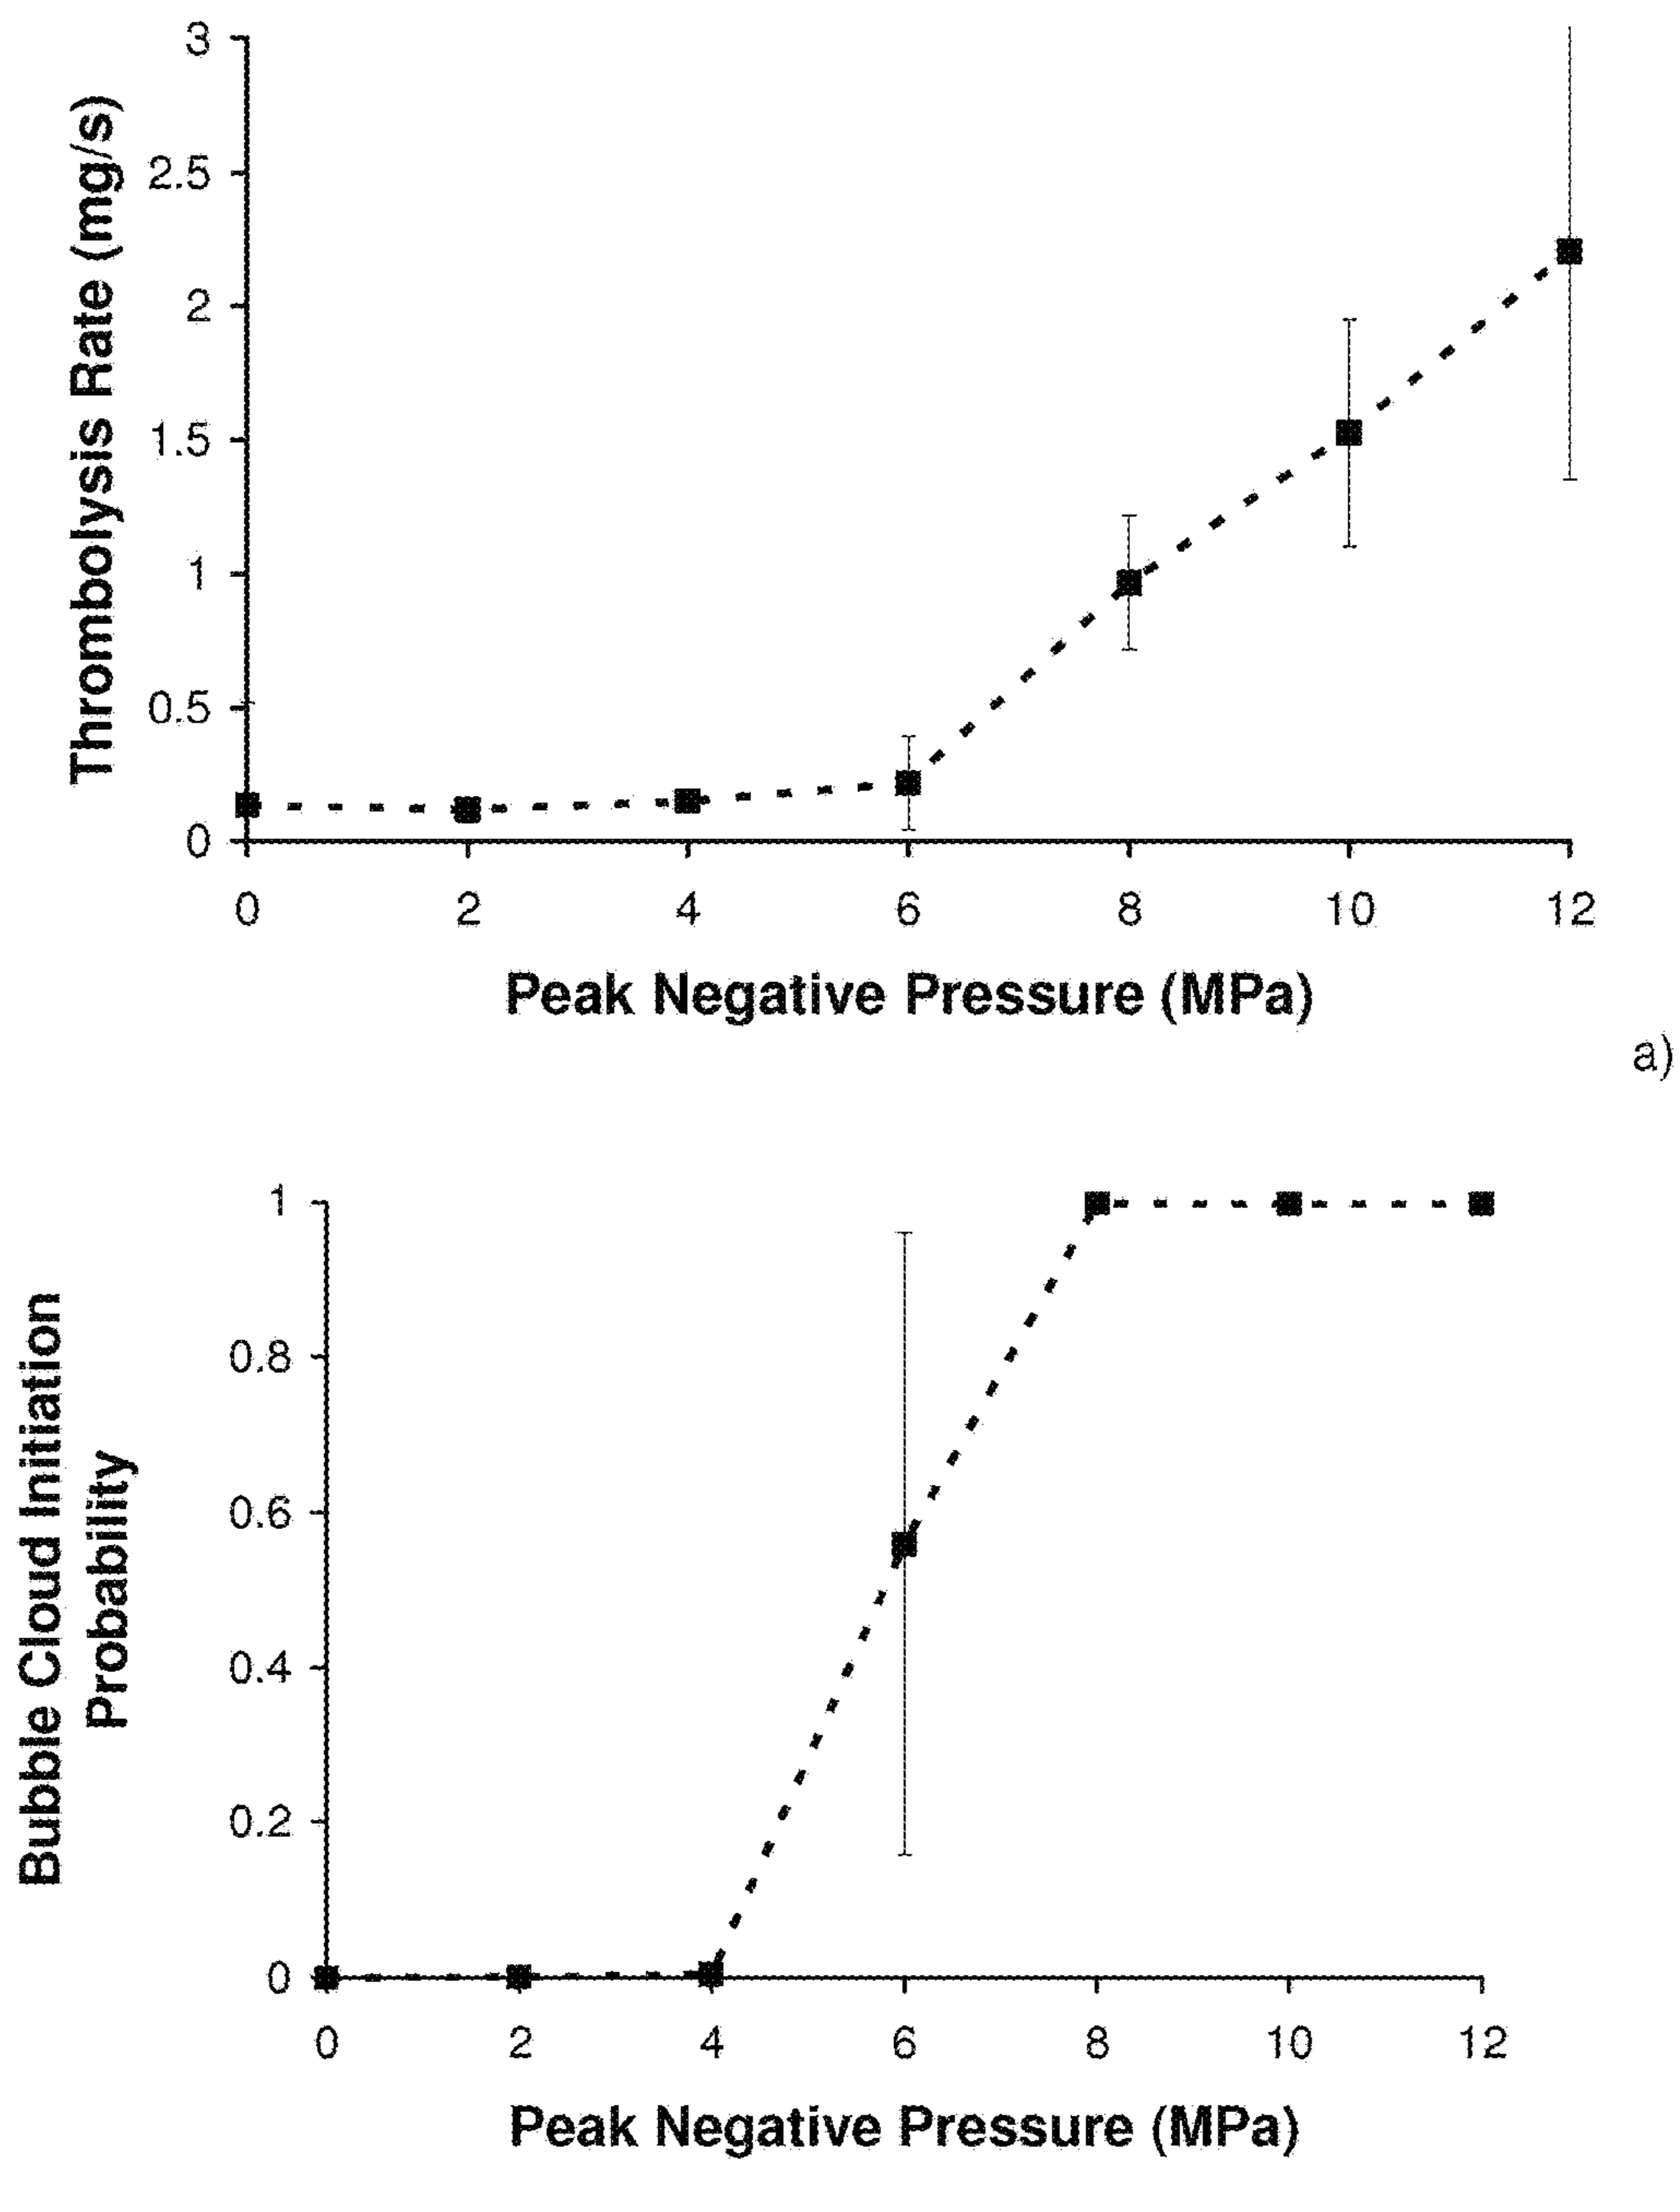 3
2.5
2
1.5
1
0.5
0
Thrombolysis Rate (mg/s)
0 2 4 6 8 10 12
Peak Negative Pressure (MPa)
a)
1
0.8
0.6
0.4
0.2
0
Bubble Cloud Initiation
Probability
0 2 4 6 8 10 12
Peak Negative Pressure (MPa)